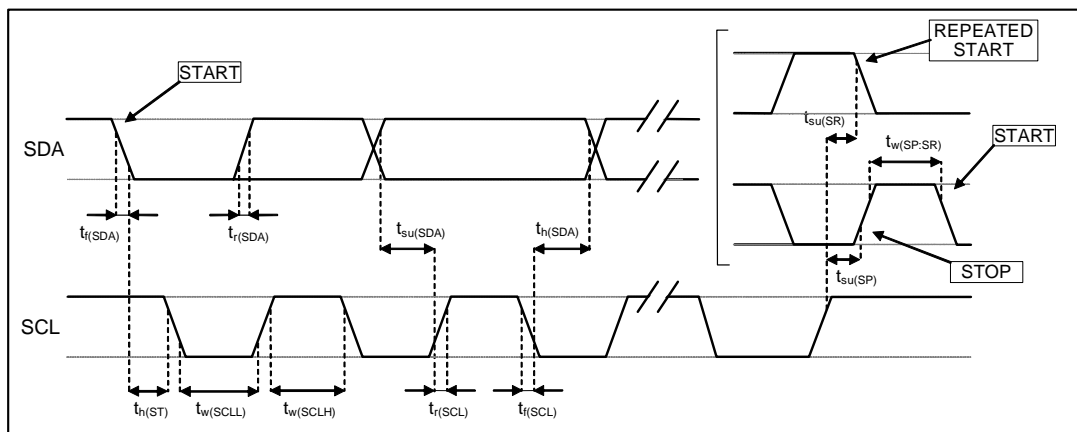 REPEATED
START
START
tsu(SR)
tw(SP:SR)
START
SDA
tf(SDA)
tr(SDA)
tsu(SDA)
th(SDA)
tsu(SP)
STOP
SCL
th(ST)
tw(SCLL)
tw(SCLH)
tr(SCL)
tf(SCL)